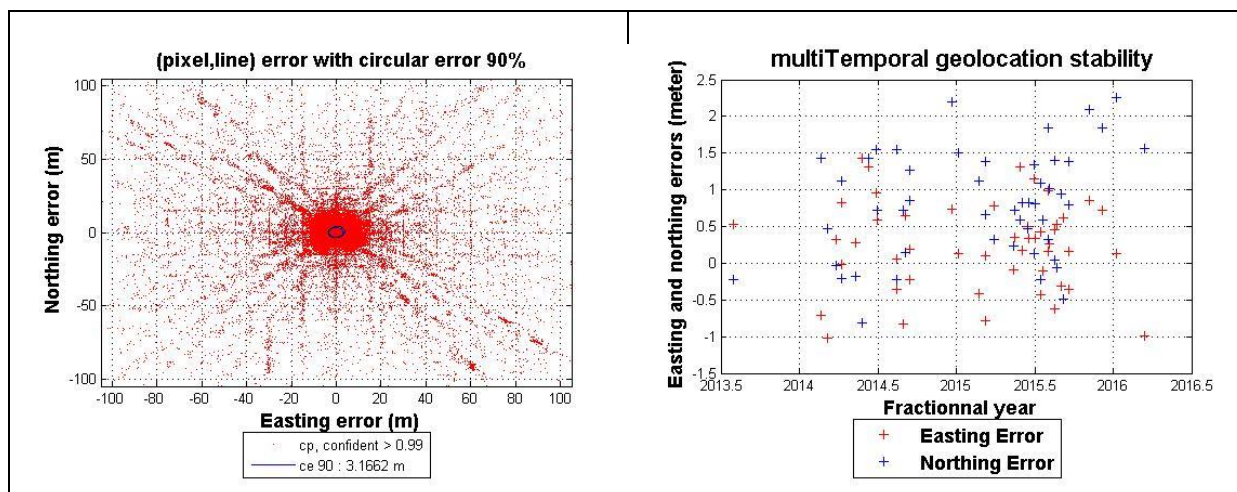 (pixel,line) error with circular error 90%
Northing error (m)
100
50
0
-50
-100
-100 -80 -60 -40 -20 0 20 40 60 80 100
Easting error (m)
cp, confident > 0.99
ce 90 : 3.1662 m
multiTemporal geolocation stability
Easting and northing errors (meter)
2.5
2
1.5
1
0.5
0
-0.5
-1
-1.5
2013.5 2014 2014.5 2015 2015.5 2016 2016.5
Fractionnal year
Easting Error
Northing Error